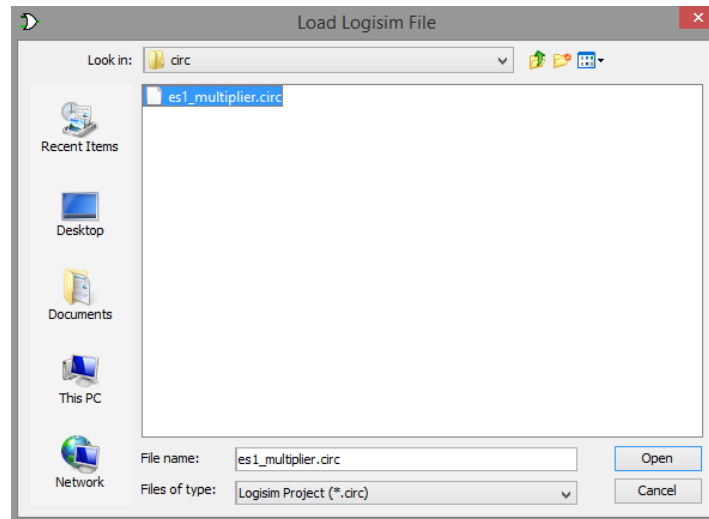 Load Logisim File
Look in: circ
es1_multiplier.circ
Recent Items
Desktop
Documents
This PC
Network
File name: es1_multiplier.circ Open
Files of type: Logisim Project (*.circ) Cancel